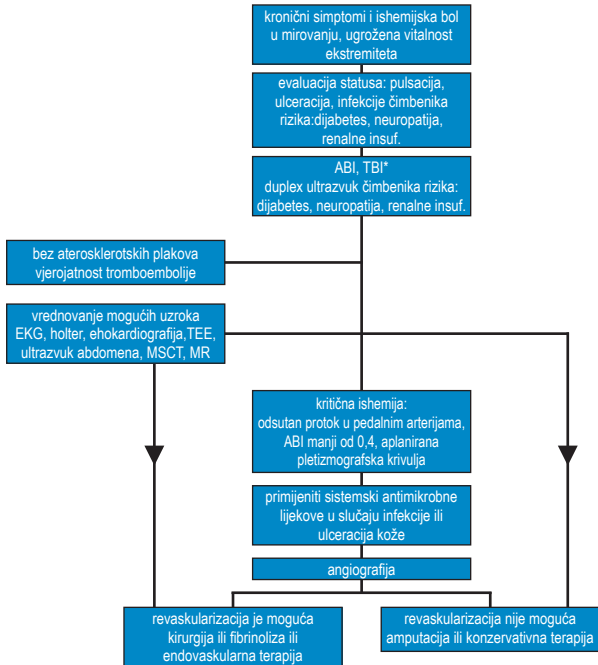 kronični simptomi i ishemijska bol
u mirovanju, ugrožena vitalnost
ekstremiteta
evaluacija statusa: pulsacija,
ulceracija, infekcije čimbenika
rizika:dijabetes, neuropatija,
renalne insuf.
ABI, TBI*
duplex ultrazvuk čimbenika rizika:
dijabetes, neuropatija, renalne insuf.
bez aterosklerotskih plakova
vjerojatnost tromboembolije
vrednovanje mogućih uzroka
EKG, holter, ehokardiografija,TEE,
ultrazvuk abdomena, MSCT, MR
kritična ishemija:
odsutan protok u pedalnim arterijama,
ABI manji od 0,4, aplanirana
pletizmografska krivulja
primijeniti sistemski antimikrobne
lijekove u slučaju infekcije ili
ulceracija kože
angiografija
revaskularizacija je moguća
kirurgija ili fibrinoliza ili
endovaskularna terapija
revaskularizacija nije moguća
amputacija ili konzervativna terapija